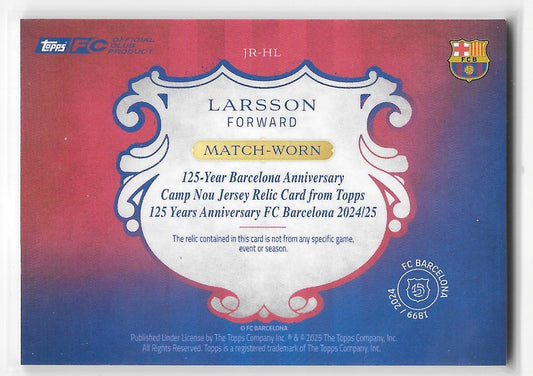 Topps FC OFFICIAL
CLUB
PRODUCT
JR-HL
FCB
LARSSON
FORWARD
MATCH-WORN
125-Year Barcelona Anniversary
Camp Nou Jersey Relic Card from Topps
125 Years Anniversary FC Barcelona 2024/25
The relic contained in this card is not from any specific game,
event or season.
FC BARCELONA
125
1899 / 2024
© FC BARCELONA
Published Under License by The Topps Company Inc. ® & © 2025 The Topps Company, Inc.
All Rights Reserved. Topps is a registered trademark of The Topps Company, Inc.